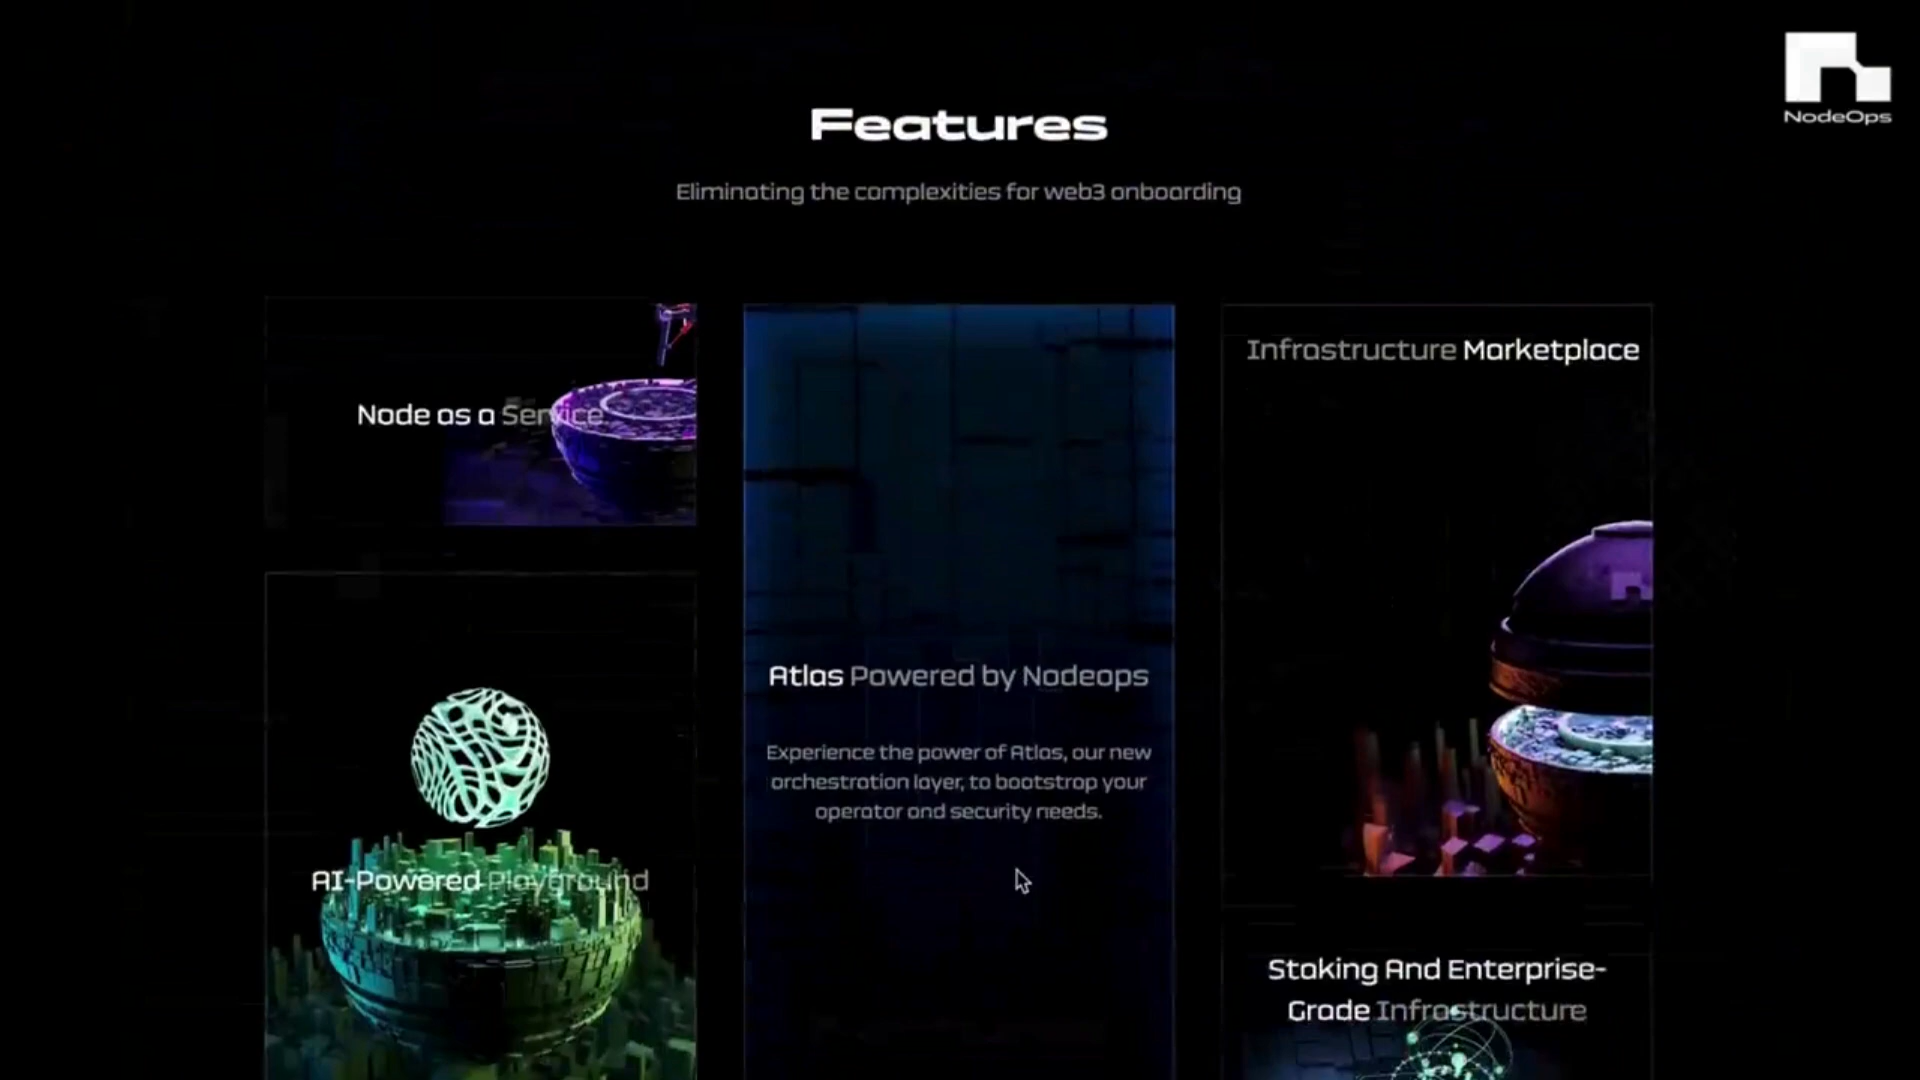 NodeOps
Features
Eliminating the complexities for web3 onboarding
Node as a Service
AI-Powered Playground
Atlas Powered by Nodeops
Experience the power of Atlas, our new
orchestration layer, to bootstrap your
operator and security needs.
Infrastructure Marketplace
Staking And Enterprise-
Grade Infrastructure